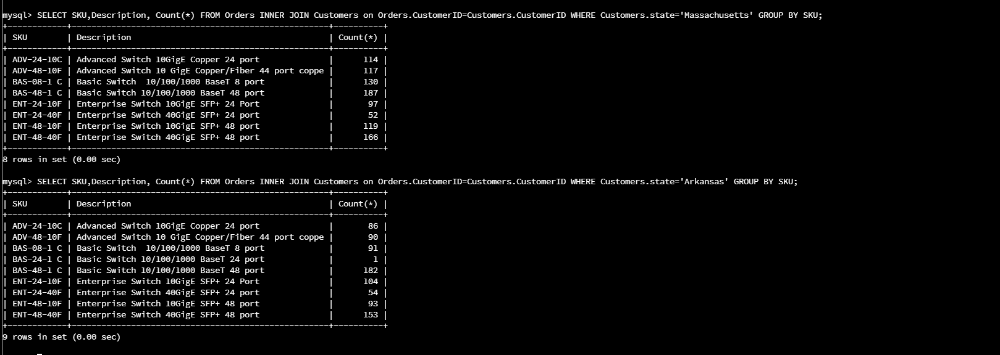 mysql> SELECT SKU,Description, Count(*) FROM Orders INNER JOIN Customers on Orders.CustomerID=Customers.CustomerID WHERE Customers.state='Massachusetts' GROUP BY SKU;
+------------+----------------------------------------------------+----------+
| SKU        | Description                                        | Count(*) |
+------------+----------------------------------------------------+----------+
| ADV-24-10C | Advanced Switch 10GigE Copper 24 port              |      114 |
| ADV-48-10F | Advanced Switch 10 GigE Copper/Fiber 44 port coppe |      117 |
| BAS-08-1 C | Basic Switch  10/100/1000 BaseT 8 port             |      130 |
| BAS-48-1 C | Basic Switch 10/100/1000 BaseT 48 port             |      187 |
| ENT-24-10F | Enterprise Switch 10GigE SFP+ 24 Port              |       97 |
| ENT-24-40F | Enterprise Switch 40GigE SFP+ 24 port              |       52 |
| ENT-48-10F | Enterprise Switch 10GigE SFP+ 48 port              |      119 |
| ENT-48-40F | Enterprise Switch 40GigE SFP+ 48 port              |      166 |
+------------+----------------------------------------------------+----------+
8 rows in set (0.00 sec)
mysql> SELECT SKU,Description, Count(*) FROM Orders INNER JOIN Customers on Orders.CustomerID=Customers.CustomerID WHERE Customers.state='Arkansas' GROUP BY SKU;
+------------+----------------------------------------------------+----------+
| SKU        | Description                                        | Count(*) |
+------------+----------------------------------------------------+----------+
| ADV-24-10C | Advanced Switch 10GigE Copper 24 port              |       86 |
| ADV-48-10F | Advanced Switch 10 GigE Copper/Fiber 44 port coppe |       90 |
| BAS-08-1 C | Basic Switch  10/100/1000 BaseT 8 port             |       91 |
| BAS-24-1 C | Basic Switch 10/100/1000 BaseT 24 port             |        1 |
| BAS-48-1 C | Basic Switch 10/100/1000 BaseT 48 port             |      182 |
| ENT-24-10F | Enterprise Switch 10GigE SFP+ 24 Port              |      104 |
| ENT-24-40F | Enterprise Switch 40GigE SFP+ 24 port              |       54 |
| ENT-48-10F | Enterprise Switch 10GigE SFP+ 48 port              |       93 |
| ENT-48-40F | Enterprise Switch 40GigE SFP+ 48 port              |      153 |
+------------+----------------------------------------------------+----------+
9 rows in set (0.00 sec)